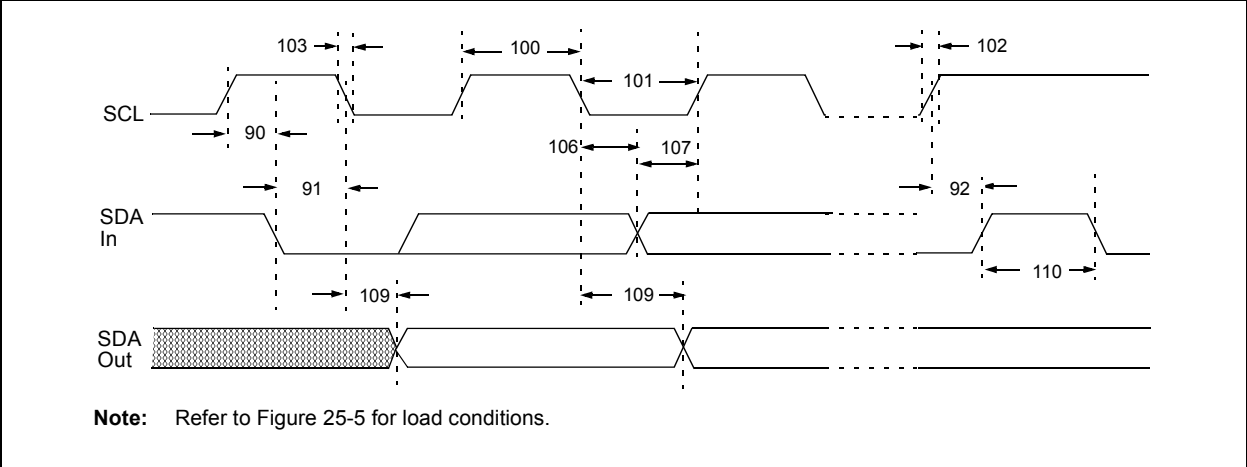 103
100
102
101
SCL
90
106
107
91
92
SDA
In
110
109
109
SDA
Out
Note: Refer to Figure 25-5 for load conditions.